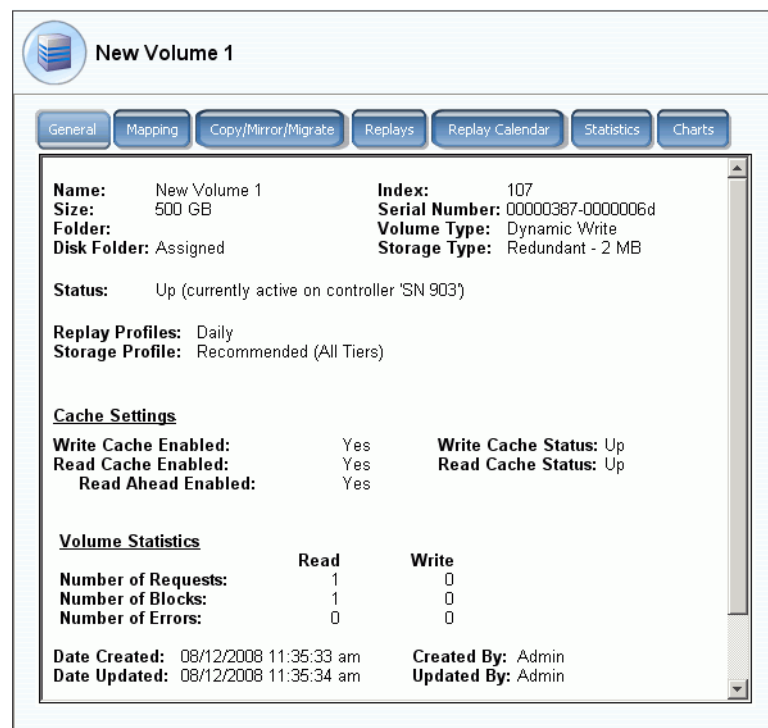 New Volume 1
General Mapping Copy/Mirror/Migrate Replays Replay Calendar Statistics Charts
Name: New Volume 1 Index: 107
Size: 500 GB Serial Number: 00000387-0000006d
Folder: Volume Type: Dynamic Write
Disk Folder: Assigned Storage Type: Redundant - 2 MB
Status: Up (currently active on controller 'SN 903')
Replay Profiles: Daily
Storage Profile: Recommended (All Tiers)
Cache Settings
Write Cache Enabled: Yes Write Cache Status: Up
Read Cache Enabled: Yes Read Cache Status: Up
Read Ahead Enabled: Yes
Volume Statistics
Read Write
Number of Requests: 1 0
Number of Blocks: 1 0
Number of Errors: 0 0
Date Created: 08/12/2008 11:35:33 am Created By: Admin
Date Updated: 08/12/2008 11:35:34 am Updated By: Admin